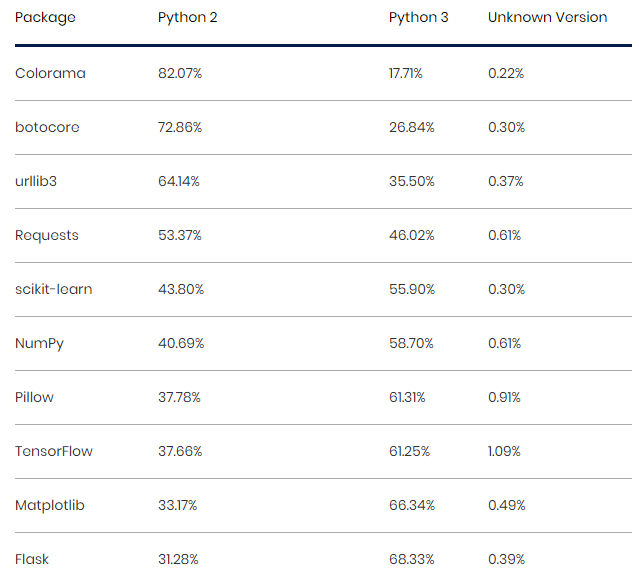 Package Python 2 Python 3 Unknown Version
Colorama 82.07% 17.71% 0.22%
botocore 72.86% 26.84% 0.30%
urllib3 64.14% 35.50% 0.37%
Requests 53.37% 46.02% 0.61%
scikit-learn 43.80% 55.90% 0.30%
NumPy 40.69% 58.70% 0.61%
Pillow 37.78% 61.31% 0.91%
TensorFlow 37.66% 61.25% 1.09%
Matplotlib 33.17% 66.34% 0.49%
Flask 31.28% 68.33% 0.39%